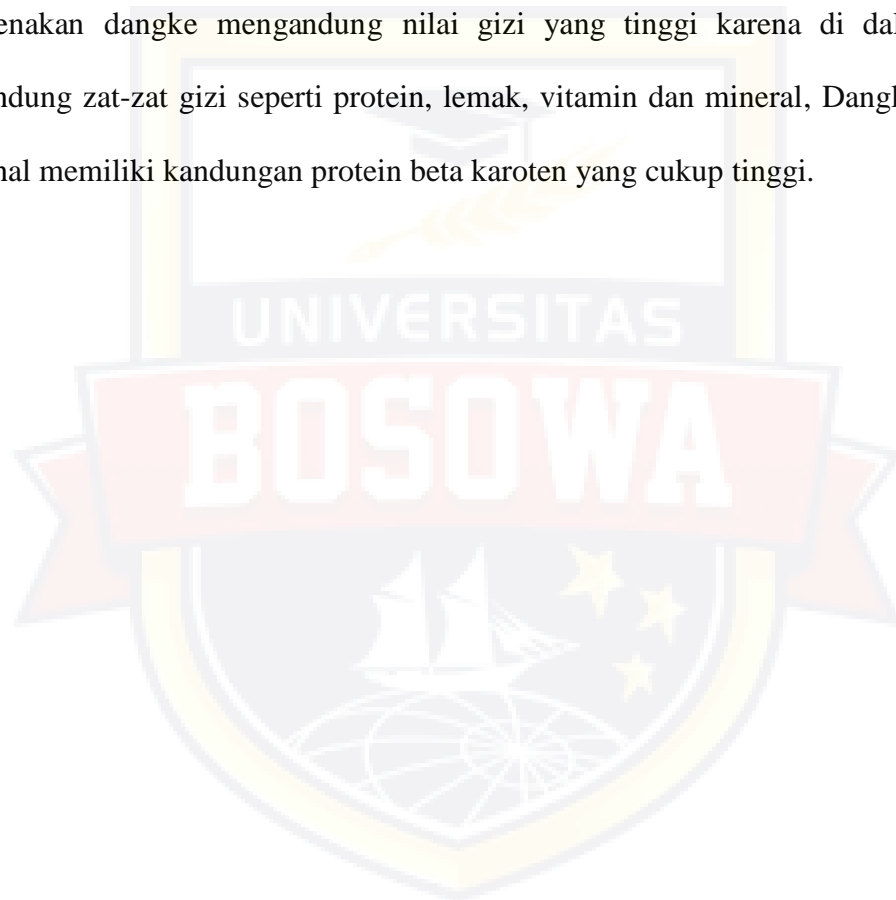 enakan dangke mengandung nilai gizi yang tinggi karena di dal
ndung zat-zat gizi seperti protein, lemak, vitamin dan mineral, Dangl
nal memiliki kandungan protein beta karoten yang cukup tinggi.
UNIVERSITAS
BOSOWA